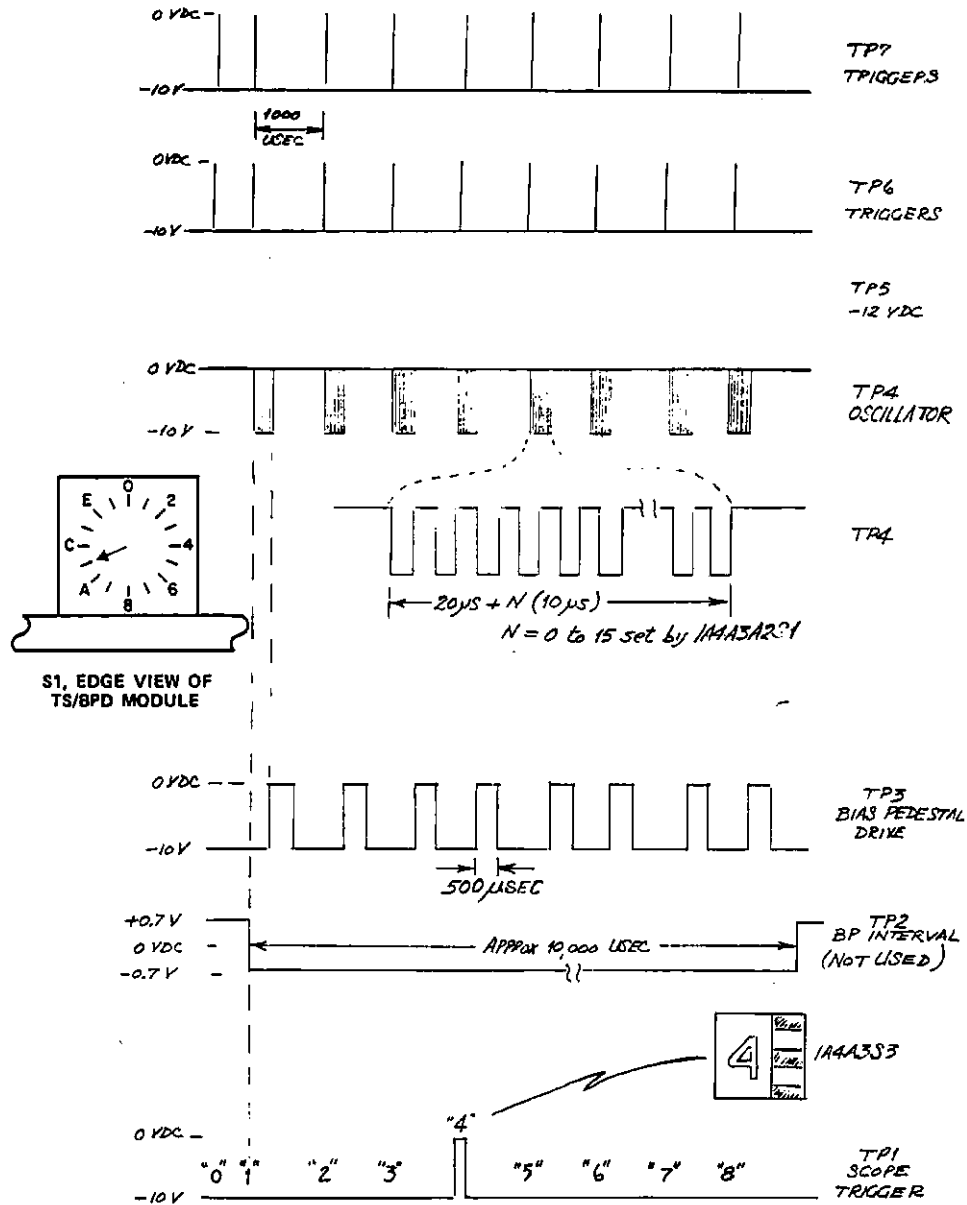 0 VDC
TP7
TPIGGEPS
-10V
1000
USEC
0VDC
TP6
TRIGGERS
-10V
TP5
-12 VDC
0 VDC
TP4
OSCILLATOR
-10V
0
E
2
C
4
A
6
8
TP4
20µS + N (10µS)
N = 0 to 15 set by 1A4A3A2S1
S1, EDGE VIEW OF
TS/BPD MODULE
0 VDC
TP3
BIAS PEDESTAL
DRIVE
-10V
500 µSEC
+0.7 V
TP2
0 VDC
APPPOX 10,000 USEC
BP INTERVAL
-0.7 V
(NOT USED)
4
1A4A3S3
"4"
0 VDC
TP1
"0" "1" "2" "3" "5" "6" "7" "8"
SCOPE
-10V
TRIGGER